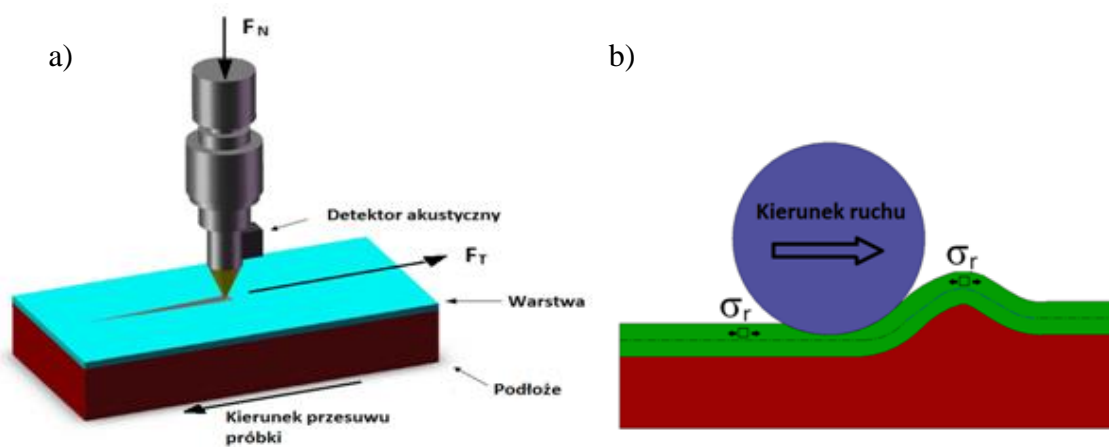 a)
F_N
Detektor akustyczny
F_T
Warstwa
Podłoże
Kierunek przesuwu
próbki
b)
Kierunek ruchu
σ_r
σ_r